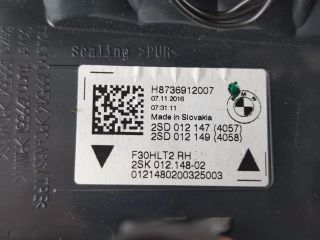 Sealing >PUR<
H8736912007
07.11.2016
07:31:11
Made in Slovakia
2SD 012 147 (4057)
2SD 012 149 (4058)
F30HLT2 RH
2SK 012.148-02
0121480200325003